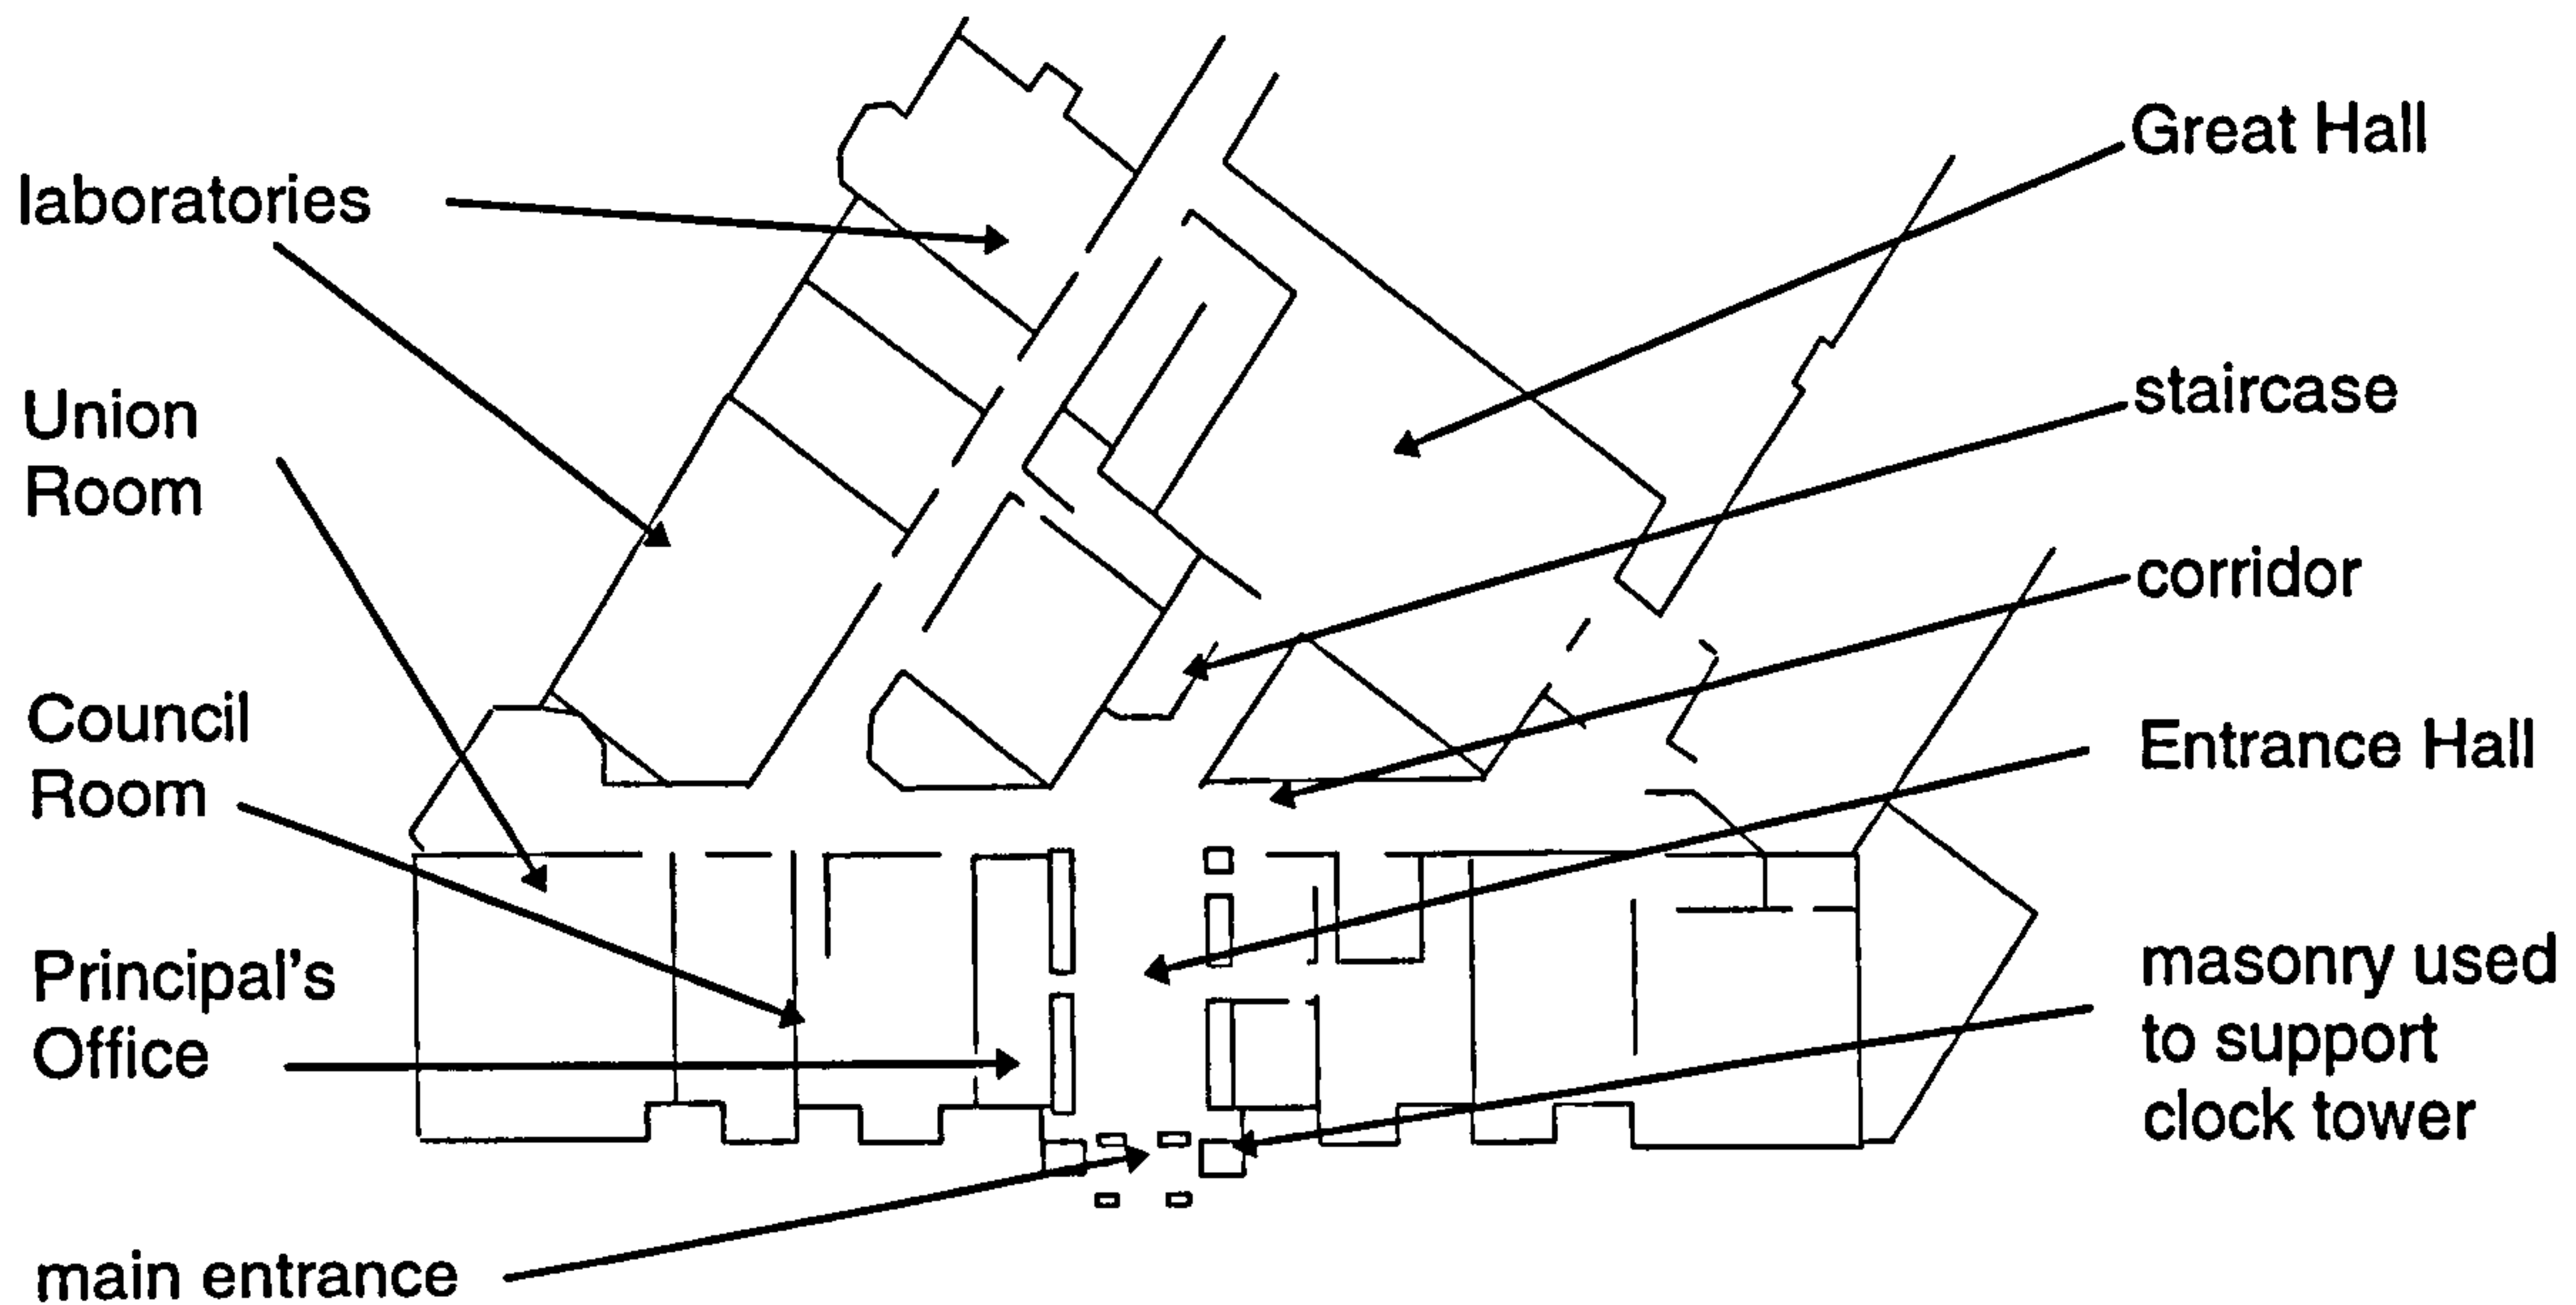 laboratories
Union
Room
Council
Room
Principal's
Office
main entrance
Great Hall
staircase
corridor
Entrance Hall
masonry used
to support
clock tower